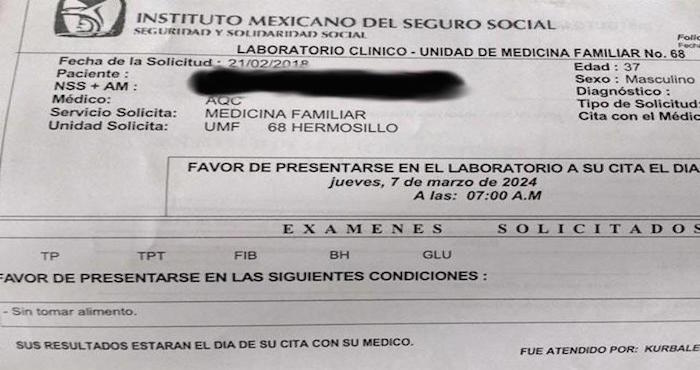 INSTITUTO MEXICANO DEL SEGURO SOCIAL
SEGURIDAD Y SOLIDARIDAD SOCIAL
LABORATORIO CLINICO - UNIDAD DE MEDICINA FAMILIAR No. 68
Folio
Fecha
Fecha de la Solicitud : 21/02/2018
Edad : 37
Paciente :
Sexo : Masculino
NSS + AM :
Diagnóstico :
Médico: AQC
Tipo de Solicitud:
Servicio Solicita: MEDICINA FAMILIAR
Cita con el Médic
Unidad Solicita: UMF 68 HERMOSILLO
FAVOR DE PRESENTARSE EN EL LABORATORIO A SU CITA EL DIA
jueves, 7 de marzo de 2024
A las: 07:00 A.M
EXAMENES SOLICITADOS
TP TPT FIB BH GLU
FAVOR DE PRESENTARSE EN LAS SIGUIENTES CONDICIONES :
- Sin tomar alimento.
SUS RESULTADOS ESTARAN EL DIA DE SU CITA CON SU MEDICO.
FUE ATENDIDO POR: KURBALE